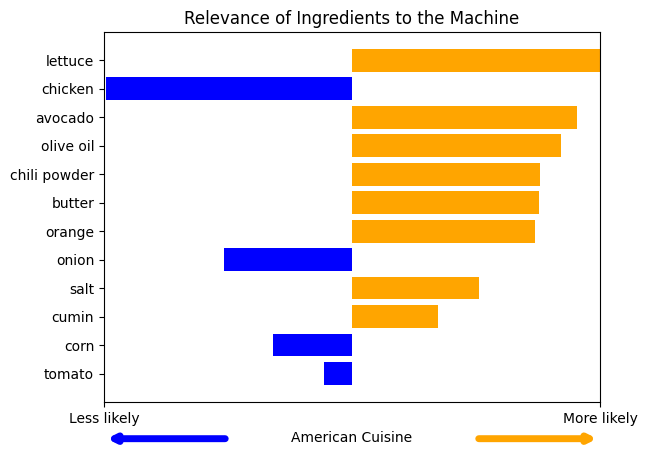 Relevance of Ingredients to the Machine
lettuce
chicken
avocado
olive oil
chili powder
butter
orange
onion
salt
cumin
corn
tomato
Less likely
More likely
American Cuisine